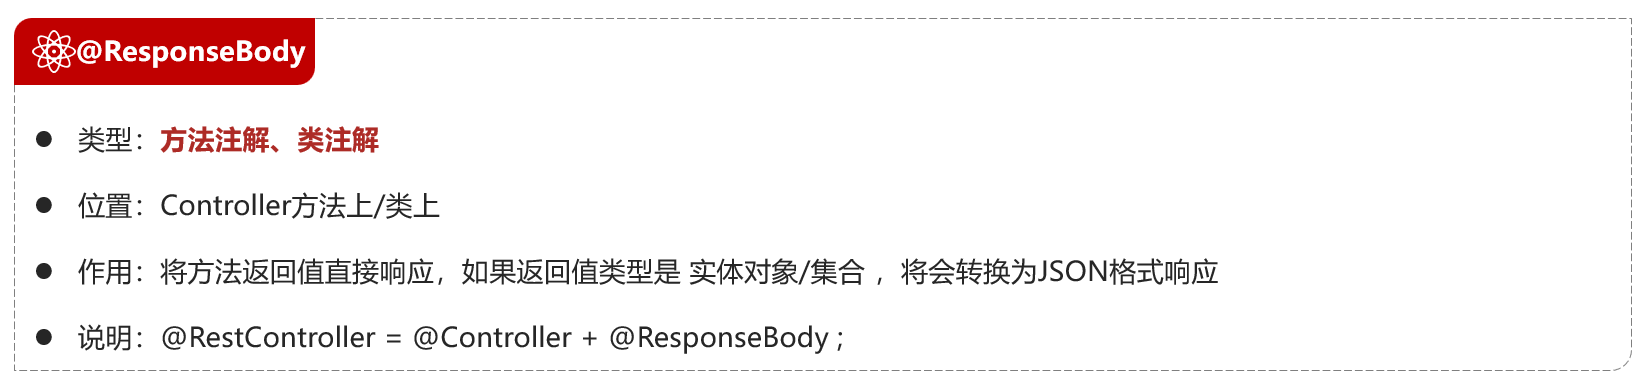 @ResponseBody
● 类型：方法注解、类注解
● 位置：Controller方法上/类上
● 作用：将方法返回值直接响应，如果返回值类型是 实体对象/集合 ，将会转换为JSON格式响应
● 说明：@RestController = @Controller + @ResponseBody ;